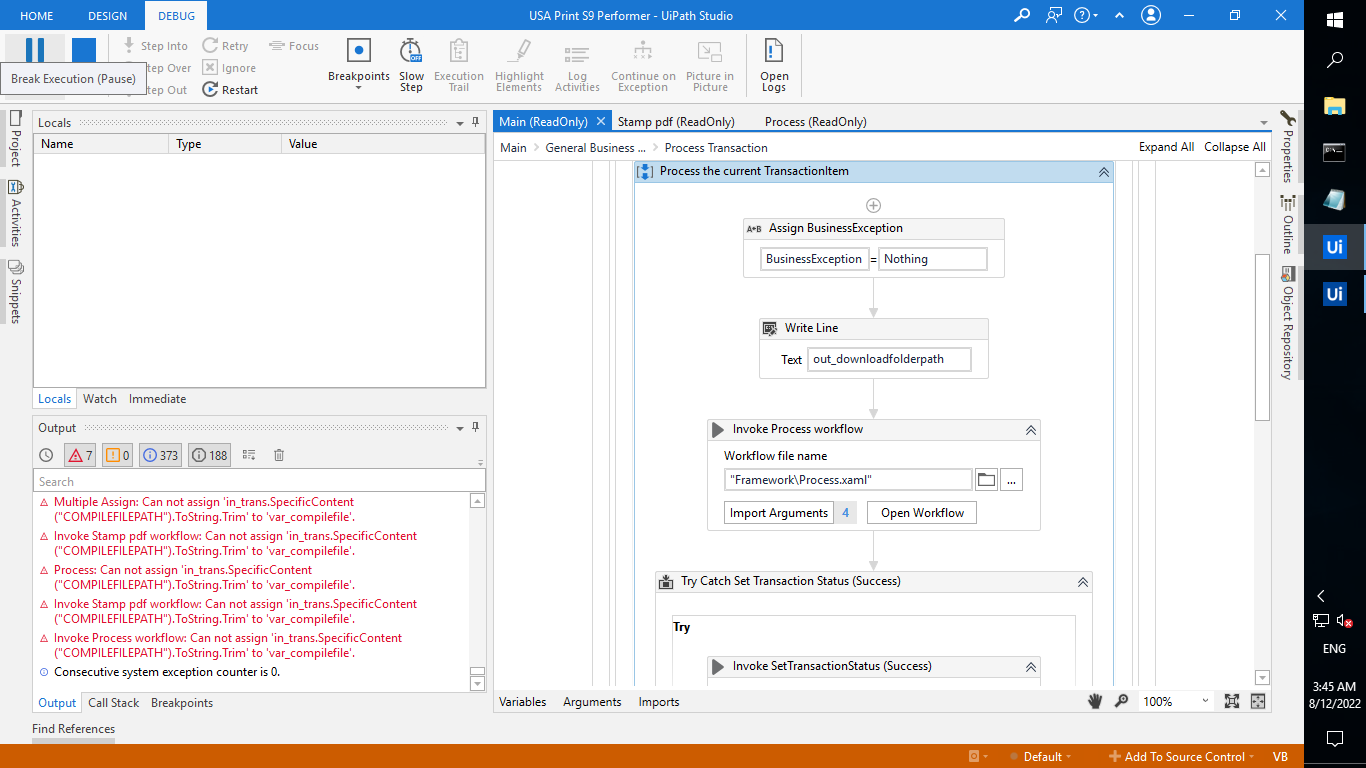 HOME DESIGN DEBUG USA Print S9 Performer - UiPath Studio
Step Into Retry Focus
Step Over Ignore
Step Out Restart
Break Execution (Pause)
Breakpoints
Slow Step
Execution Trail
Highlight Elements
Log Activities
Continue on Exception
Picture in Picture
Open Logs
Project
Activities
Snippets
Locals
Name Type Value
Locals Watch Immediate
Output
7 0 373 188
Search
Multiple Assign: Can not assign 'in_trans.SpecificContent
("COMPILEFILEPATH").ToString.Trim' to 'var_compilefile'.
Invoke Stamp pdf workflow: Can not assign 'in_trans.SpecificContent
("COMPILEFILEPATH").ToString.Trim' to 'var_compilefile'.
Process: Can not assign 'in_trans.SpecificContent
("COMPILEFILEPATH").ToString.Trim' to 'var_compilefile'.
Invoke Stamp pdf workflow: Can not assign 'in_trans.SpecificContent
("COMPILEFILEPATH").ToString.Trim' to 'var_compilefile'.
Invoke Process workflow: Can not assign 'in_trans.SpecificContent
("COMPILEFILEPATH").ToString.Trim' to 'var_compilefile'.
Consecutive system exception counter is 0.
Output Call Stack Breakpoints
Find References
Main (ReadOnly) Stamp pdf (ReadOnly) Process (ReadOnly)
Main General Business ... Process Transaction Expand All Collapse All
Process the current TransactionItem
A+B Assign BusinessException
BusinessException = Nothing
Write Line
Text out_downloadfolderpath
Invoke Process workflow
Workflow file name
"Framework\Process.xaml" ...
Import Arguments 4 Open Workflow
Try Catch Set Transaction Status (Success)
Try
Invoke SetTransactionStatus (Success)
Variables Arguments Imports 100%
Properties
Outline
Object Repository
Default Add To Source Control VB
Ui
Ui
ENG
3:45 AM
8/12/2022